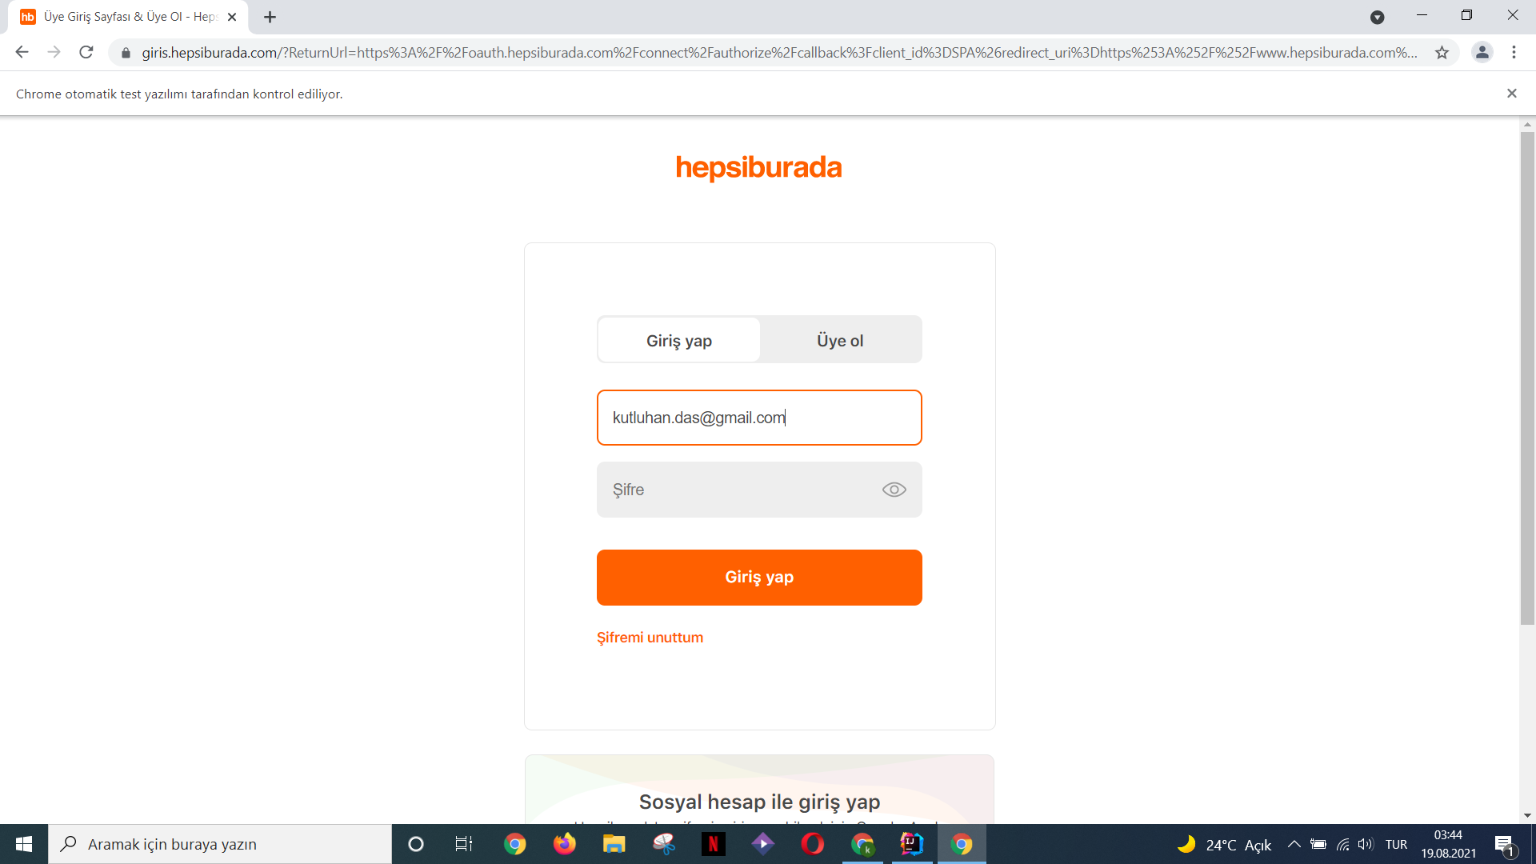 hb Üye Giriş Sayfası & Üye Ol - Heps
giris.hepsiburada.com/?ReturnUrl=https%3A%2F%2Foauth.hepsiburada.com%2Fconnect%2Fauthorize%2Fcallback%3Fclient_id%3DSPA%26redirect_uri%3Dhttps%253A%252F%252Fwww.hepsiburada.com%...
Chrome otomatik test yazılımı tarafından kontrol ediliyor.
hepsiburada
Giriş yap Üye ol
kutluhan.das@gmail.com
Şifre
Giriş yap
Şifremi unuttum
Sosyal hesap ile giriş yap
Aramak için buraya yazın
N
k
IJ
24°C Açık
TUR
03:44
19.08.2021
1